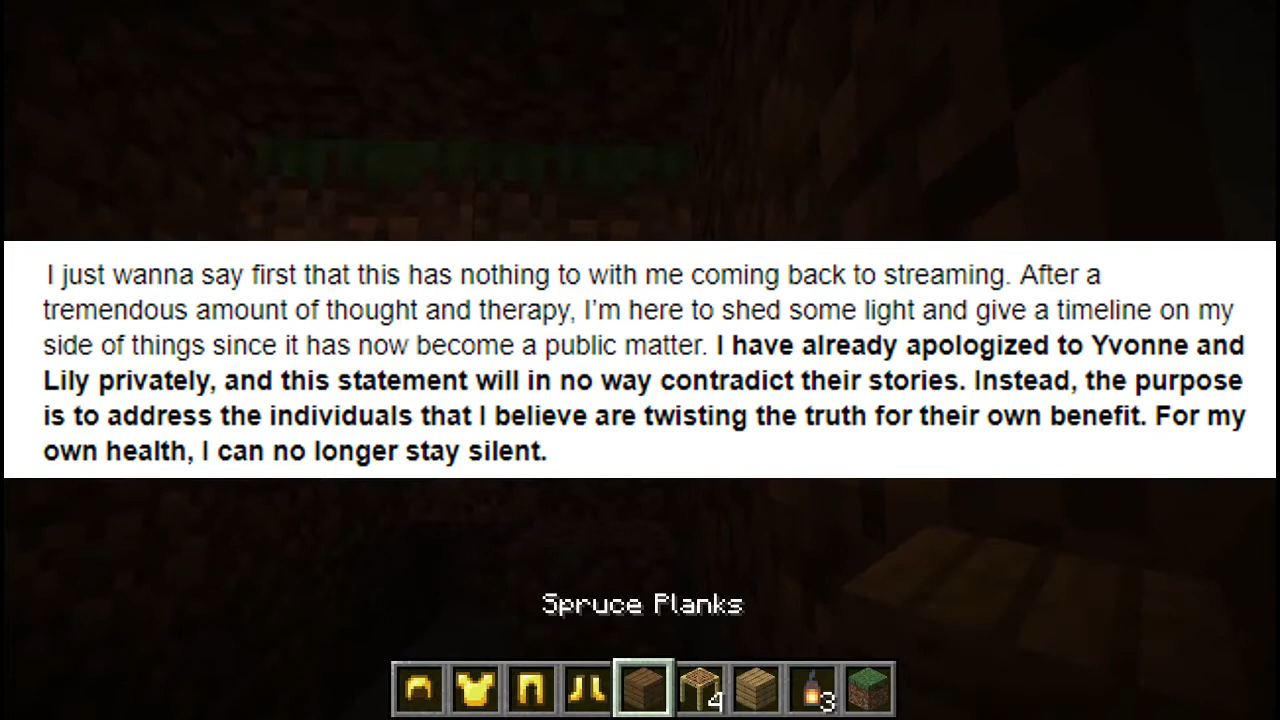 I just wanna say first that this has nothing to with me coming back to streaming. After a
tremendous amount of thought and therapy, I’m here to shed some light and give a timeline on my
side of things since it has now become a public matter. I have already apologized to Yvonne and
Lily privately, and this statement will in no way contradict their stories. Instead, the purpose
is to address the individuals that I believe are twisting the truth for their own benefit. For my
own health, I can no longer stay silent.
Spruce Planks
4
3